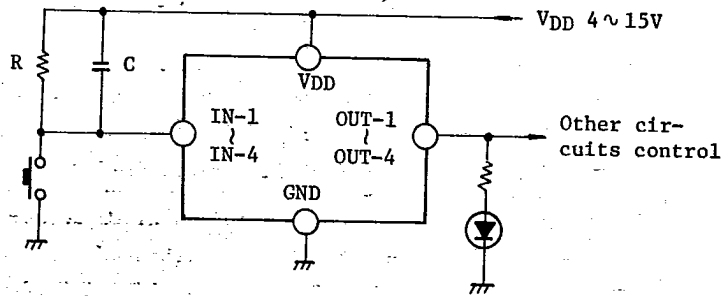 VDD 4~15V
R
C
VDD
IN-1
~
IN-4
OUT-1
~
OUT-4
GND
Other cir-
cuits control